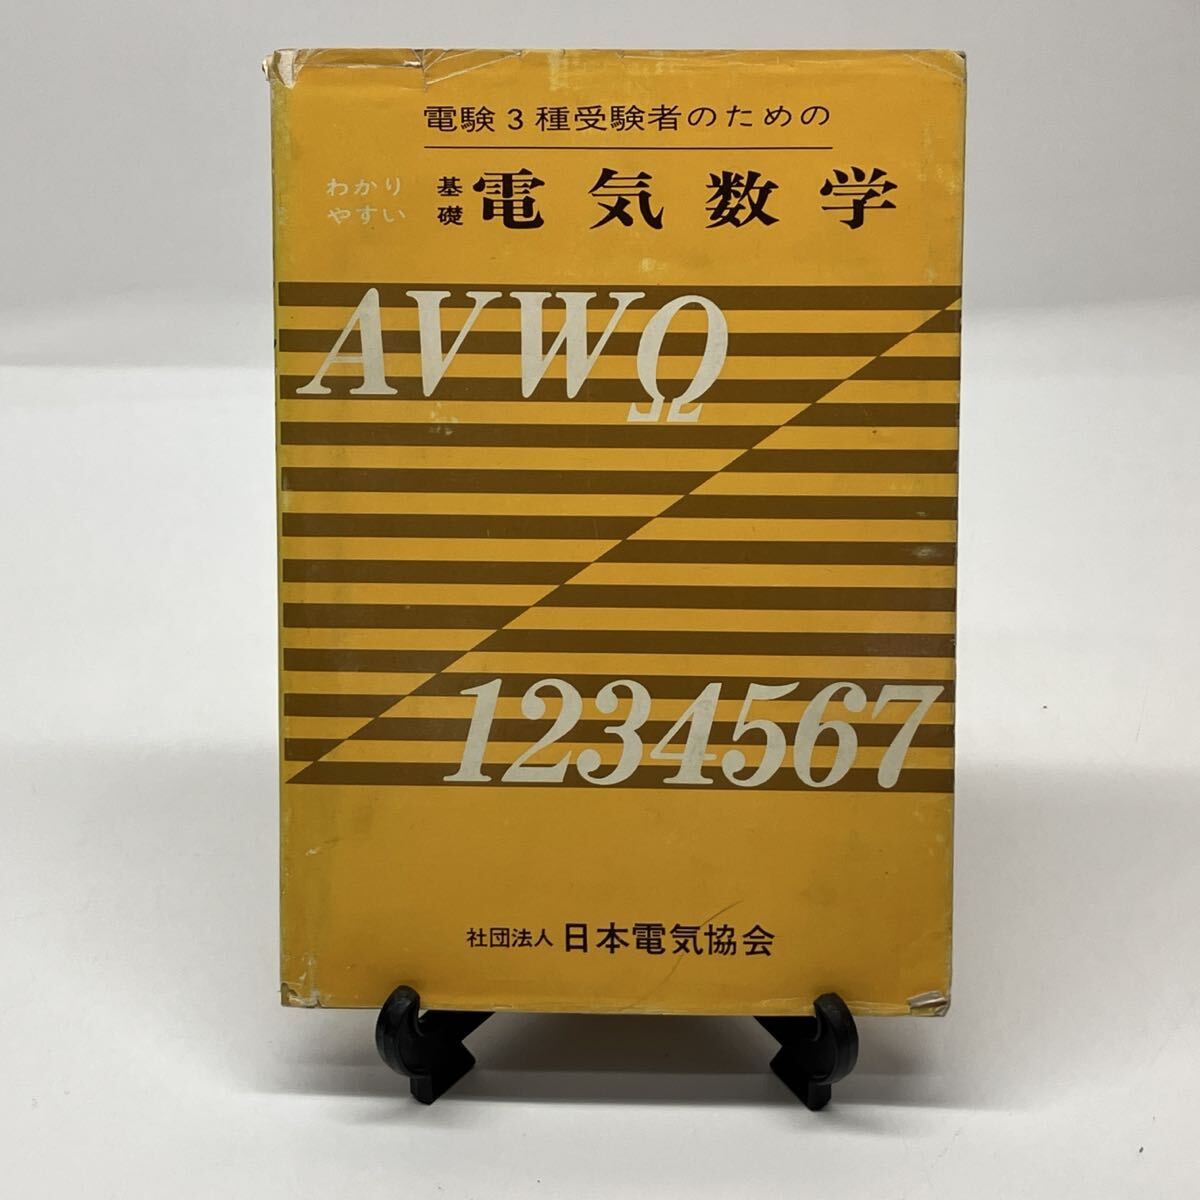 電験3種受験者のための
わかり
やすい
基礎
電気数学
AVWΩ
1234567
社団法人 日本電気協会